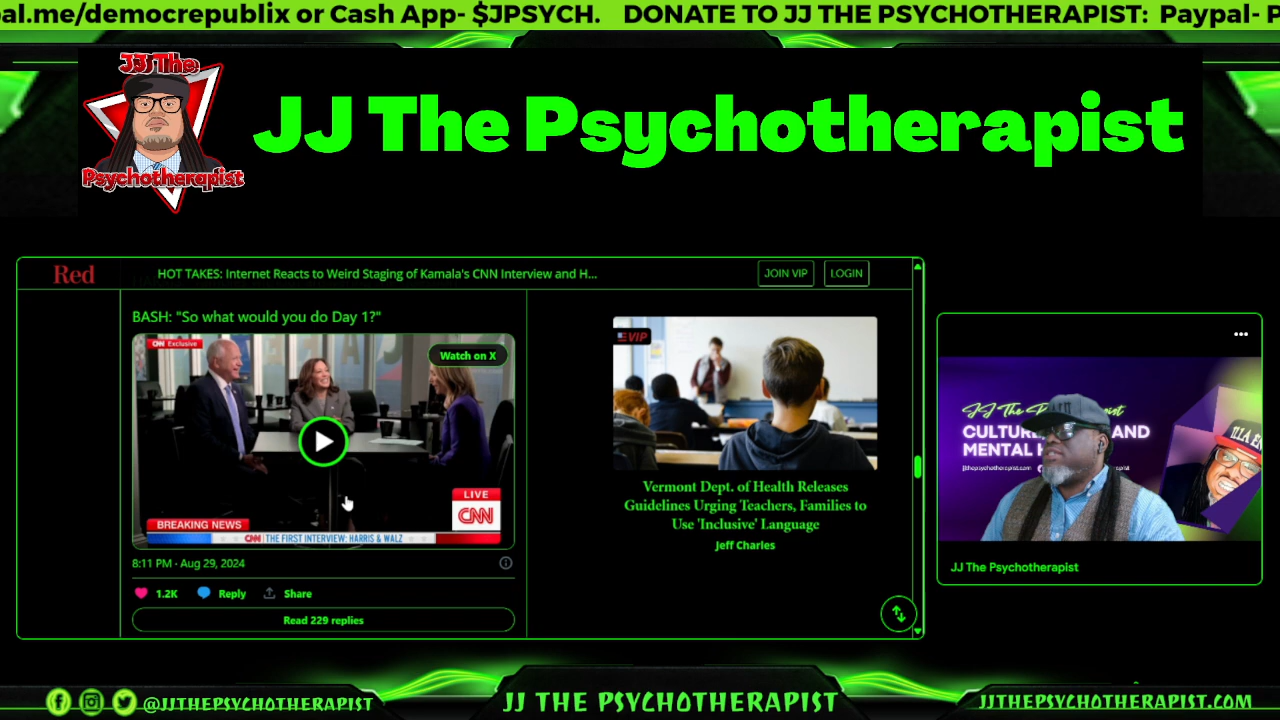 al.me/democrepublix or Cash App- $JPSYCH. DONATE TO JJ THE PSYCHOTHERAPIST: Paypal- P
JJ The
Psychotherapist
JJ The Psychotherapist
Red
HOT TAKES: Internet Reacts to Weird Staging of Kamala's CNN Interview and H...
JOIN VIP
LOGIN
BASH: "So what would you do Day 1?"
CNN Exclusive
Watch on X
LIVE
CNN
BREAKING NEWS
CNN THE FIRST INTERVIEW: HARRIS & WALZ
8:11 PM · Aug 29, 2024
1.2K Reply Share
Read 229 replies
VIP
Vermont Dept. of Health Releases
Guidelines Urging Teachers, Families to
Use 'Inclusive' Language
Jeff Charles
JJ The
CULTURE AND
MENTAL
JJ The Psychotherapist
@JJTHEPSYCHOTHERAPIST
JJ THE PSYCHOTHERAPIST
JJTHEPSYCHOTHERAPIST.COM